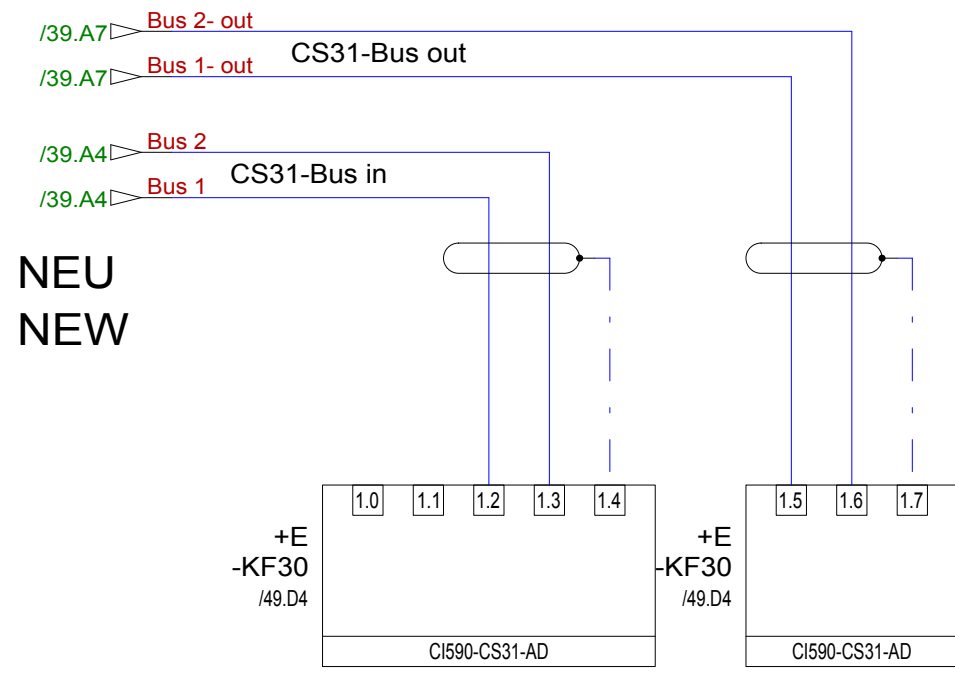 /39.A7 Bus 2- out
CS31-Bus out
/39.A7 Bus 1- out
/39.A4 Bus 2
CS31-Bus in
/39.A4 Bus 1
NEU
NEW
1.0 1.1 1.2 1.3 1.4 1.5 1.6 1.7
+E +E
-KF30 -KF30
/49.D4 /49.D4
CI590-CS31-AD CI590-CS31-AD